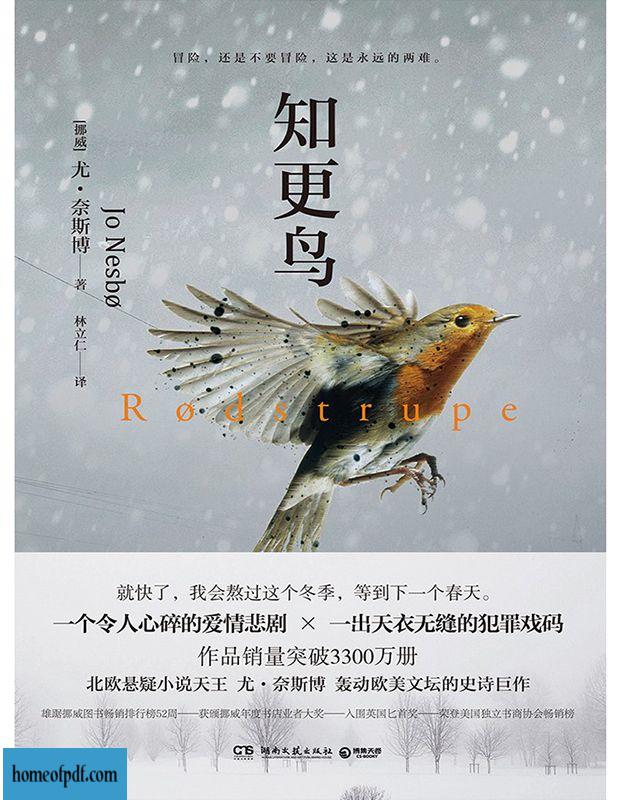 冒险，还是不要冒险，这是永远的两难。
知更鸟
[挪威] 尤·奈斯博——著
Jo Nesbø
林立仁——译
Rødstrupe
就快了，我会熬过这个冬季，等到下一个春天。
一个令人心碎的爱情悲剧 × 一出天衣无缝的犯罪戏码
作品销量突破3300万册
北欧悬疑小说天王 尤·奈斯博 轰动欧美文坛的史诗巨作
雄踞挪威图书畅销排行榜52周——获颁挪威年度书店业者大奖——入围英国匕首奖——荣登美国独立书商协会畅销榜
湖南文艺出版社
HUNAN LITERATURE AND ART PUBLISHING HOUSE
博集天卷
CS-BOOKY
homeofpdf.com